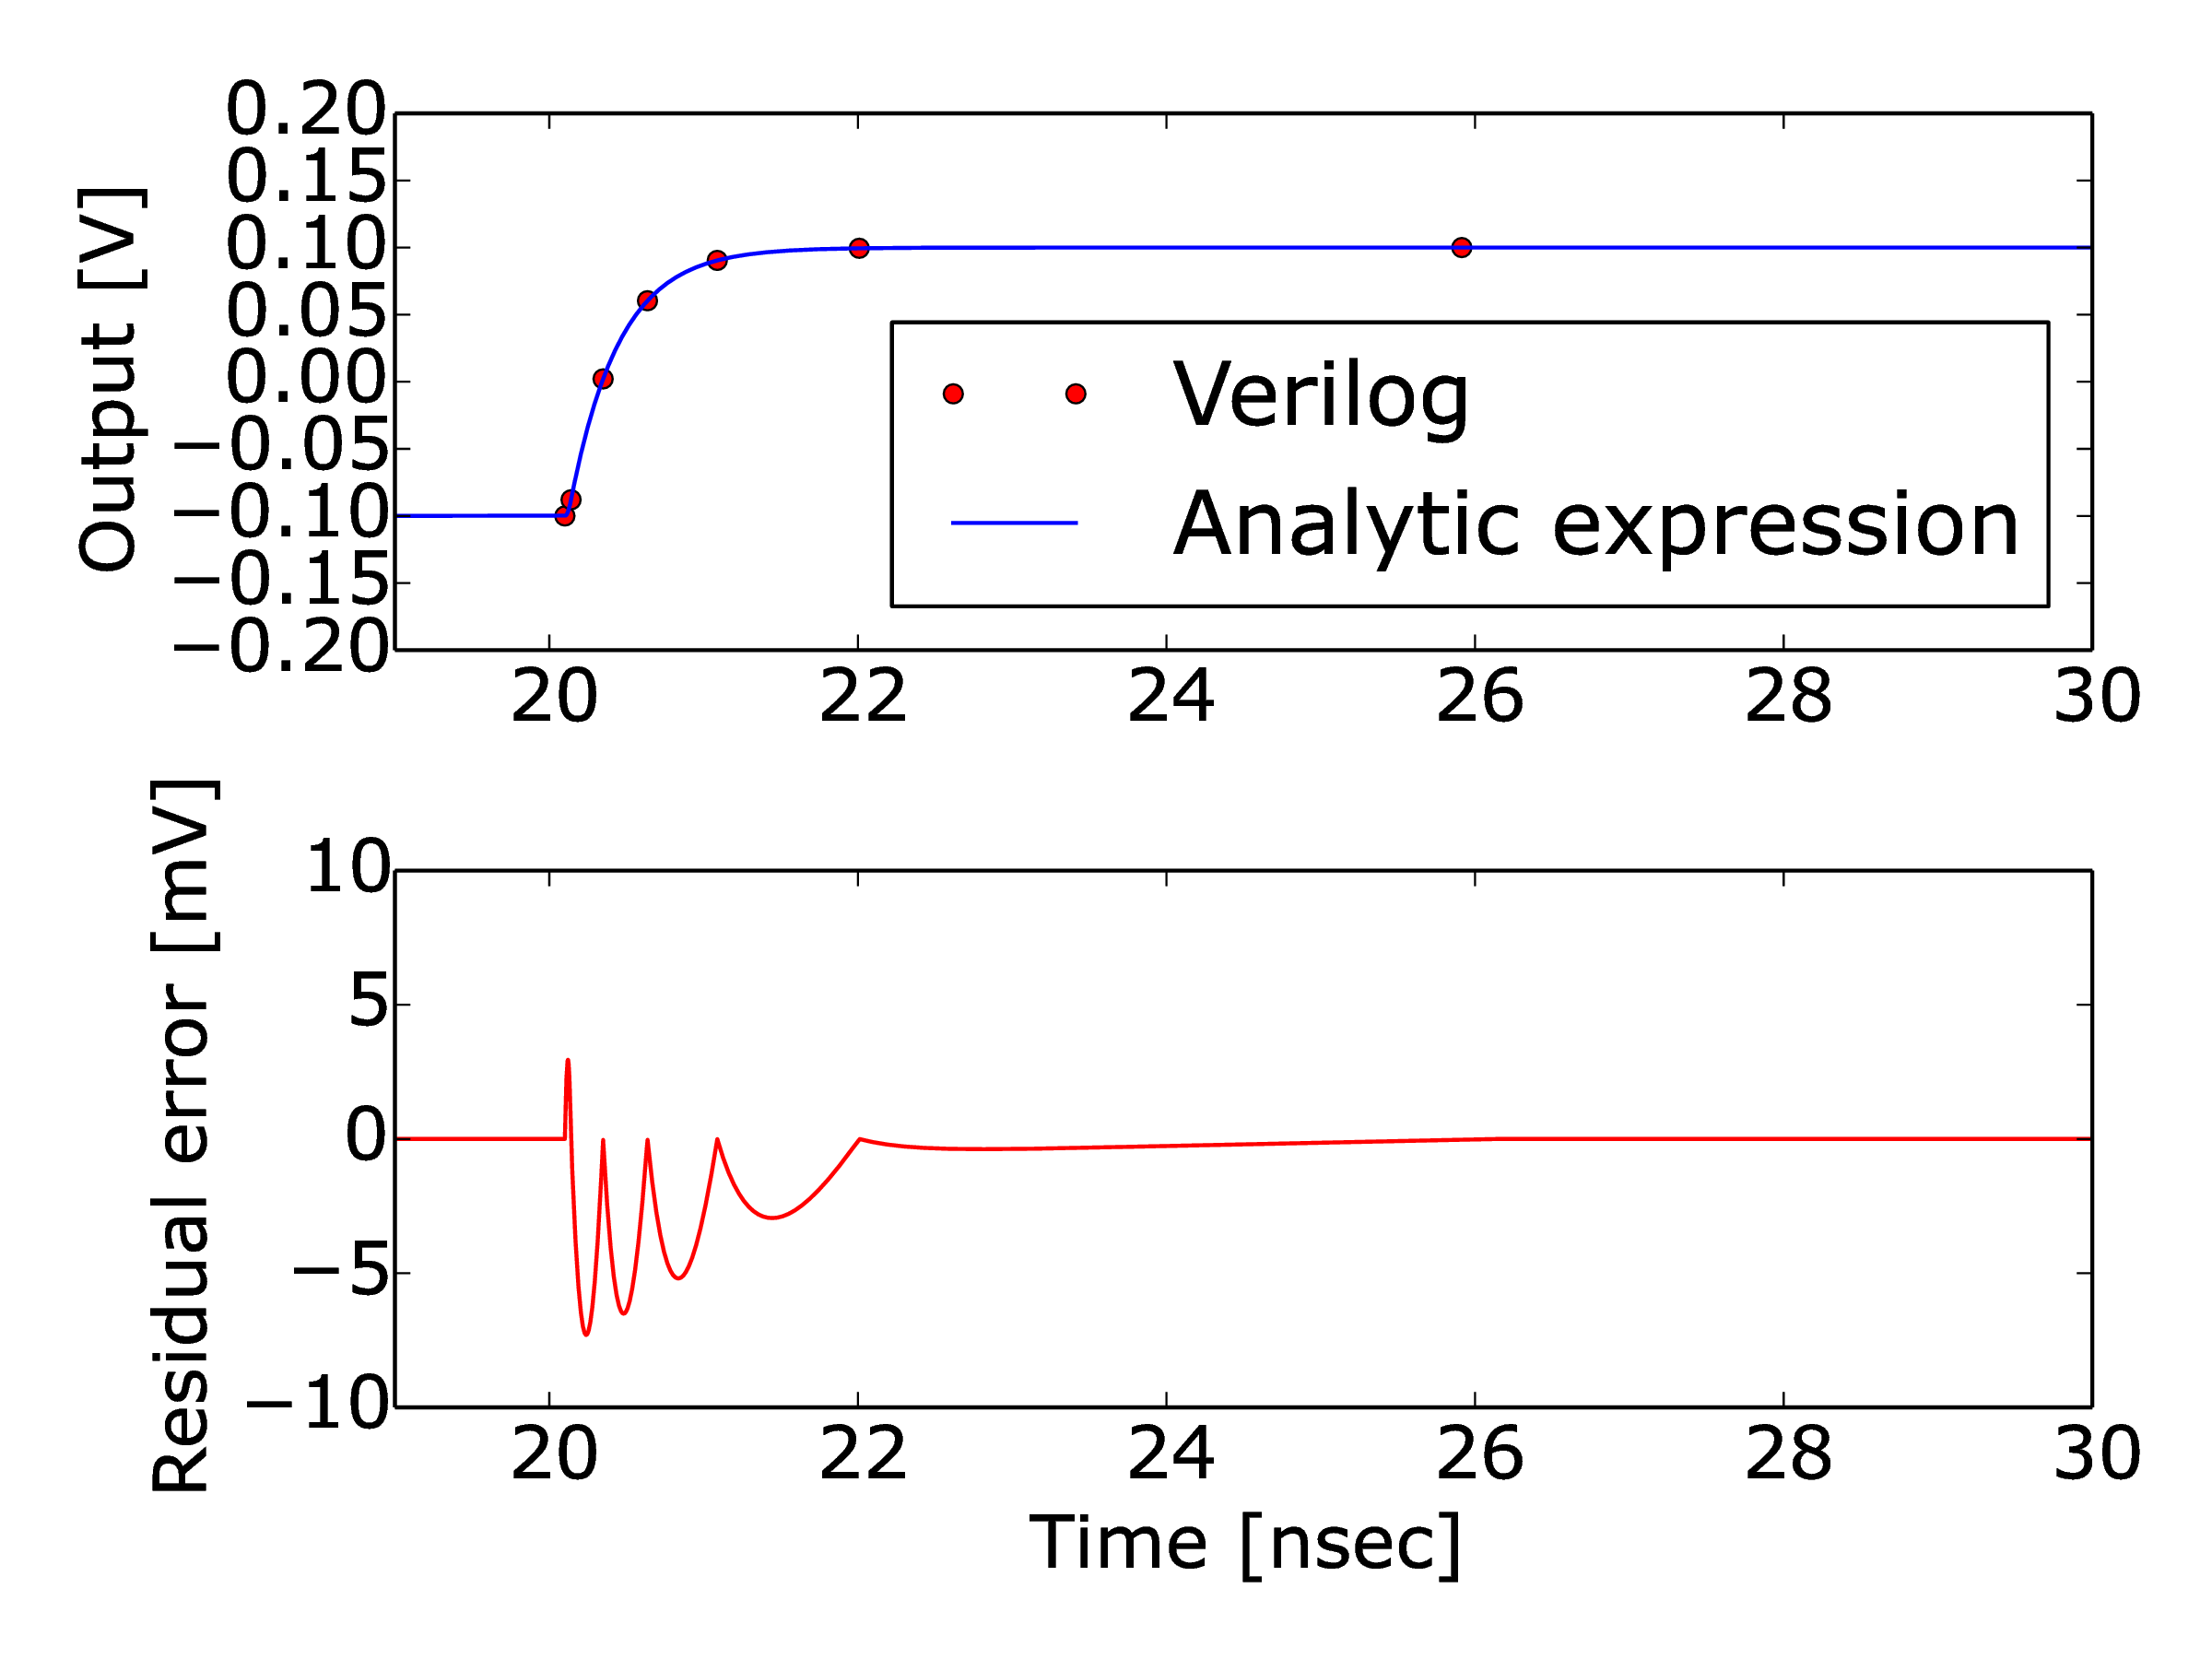 Output [V]
0.20
0.15
0.10
0.05
0.00
−0.05
−0.10
−0.15
−0.20
Verilog
Analytic expression
20 22 24 26 28 30
Residual error [mV]
10
5
0
−5
−10
20 22 24 26 28 30
Time [nsec]